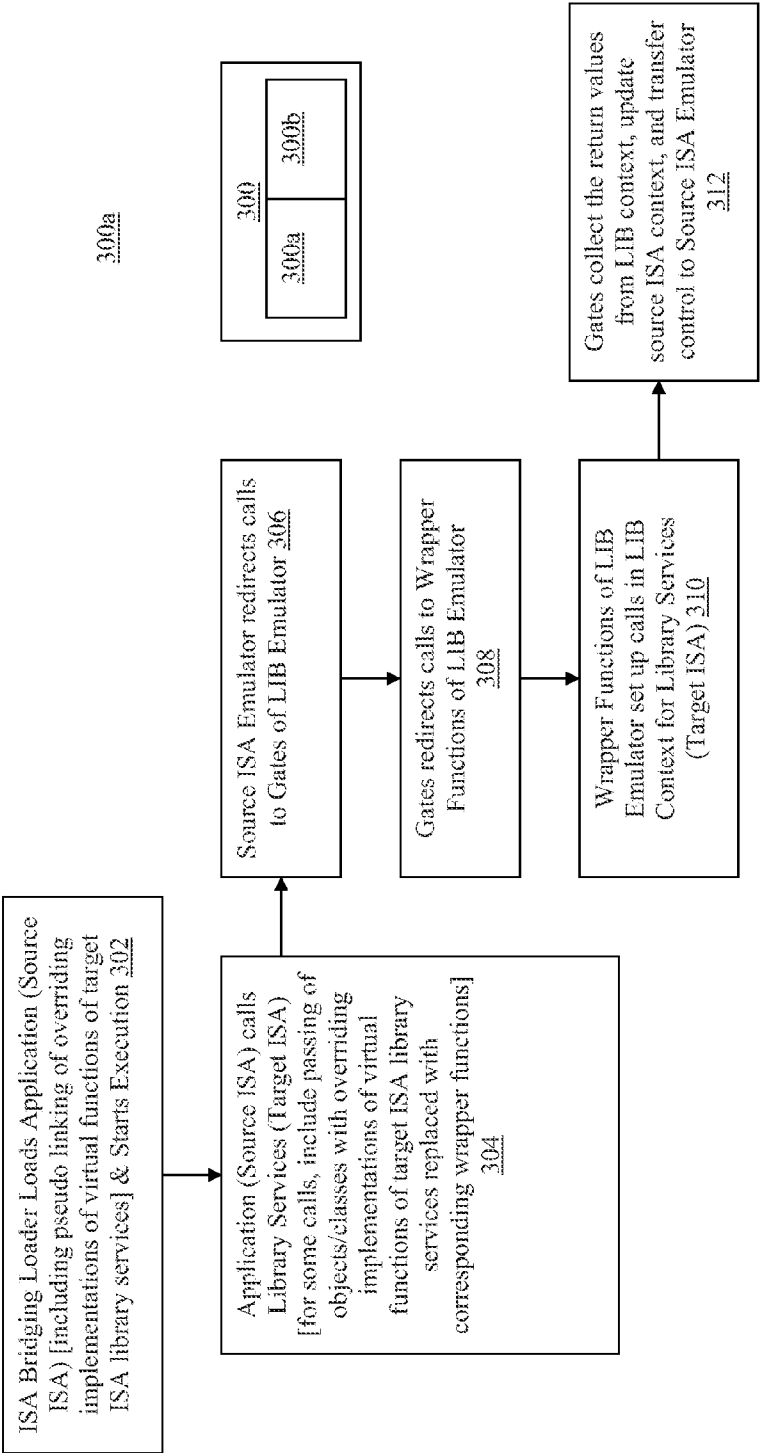 300a
ISA Bridging Loader Loads Application (Source
ISA) [including pseudo linking of overriding
implementations of virtual functions of target
ISA library services] & Starts Execution 302
Application (Source ISA) calls
Library Services (Target ISA)
[for some calls, include passing of
objects/classes with overriding
implementations of virtual
functions of target ISA library
services replaced with
corresponding wrapper functions]
304
Source ISA Emulator redirects calls
to Gates of LIB Emulator 306
Gates redirects calls to Wrapper
Functions of LIB Emulator
308
Wrapper Functions of LIB
Emulator set up calls in LIB
Context for Library Services
(Target ISA) 310
300
300a
300b
Gates collect the return values
from LIB context, update
source ISA context, and transfer
control to Source ISA Emulator
312